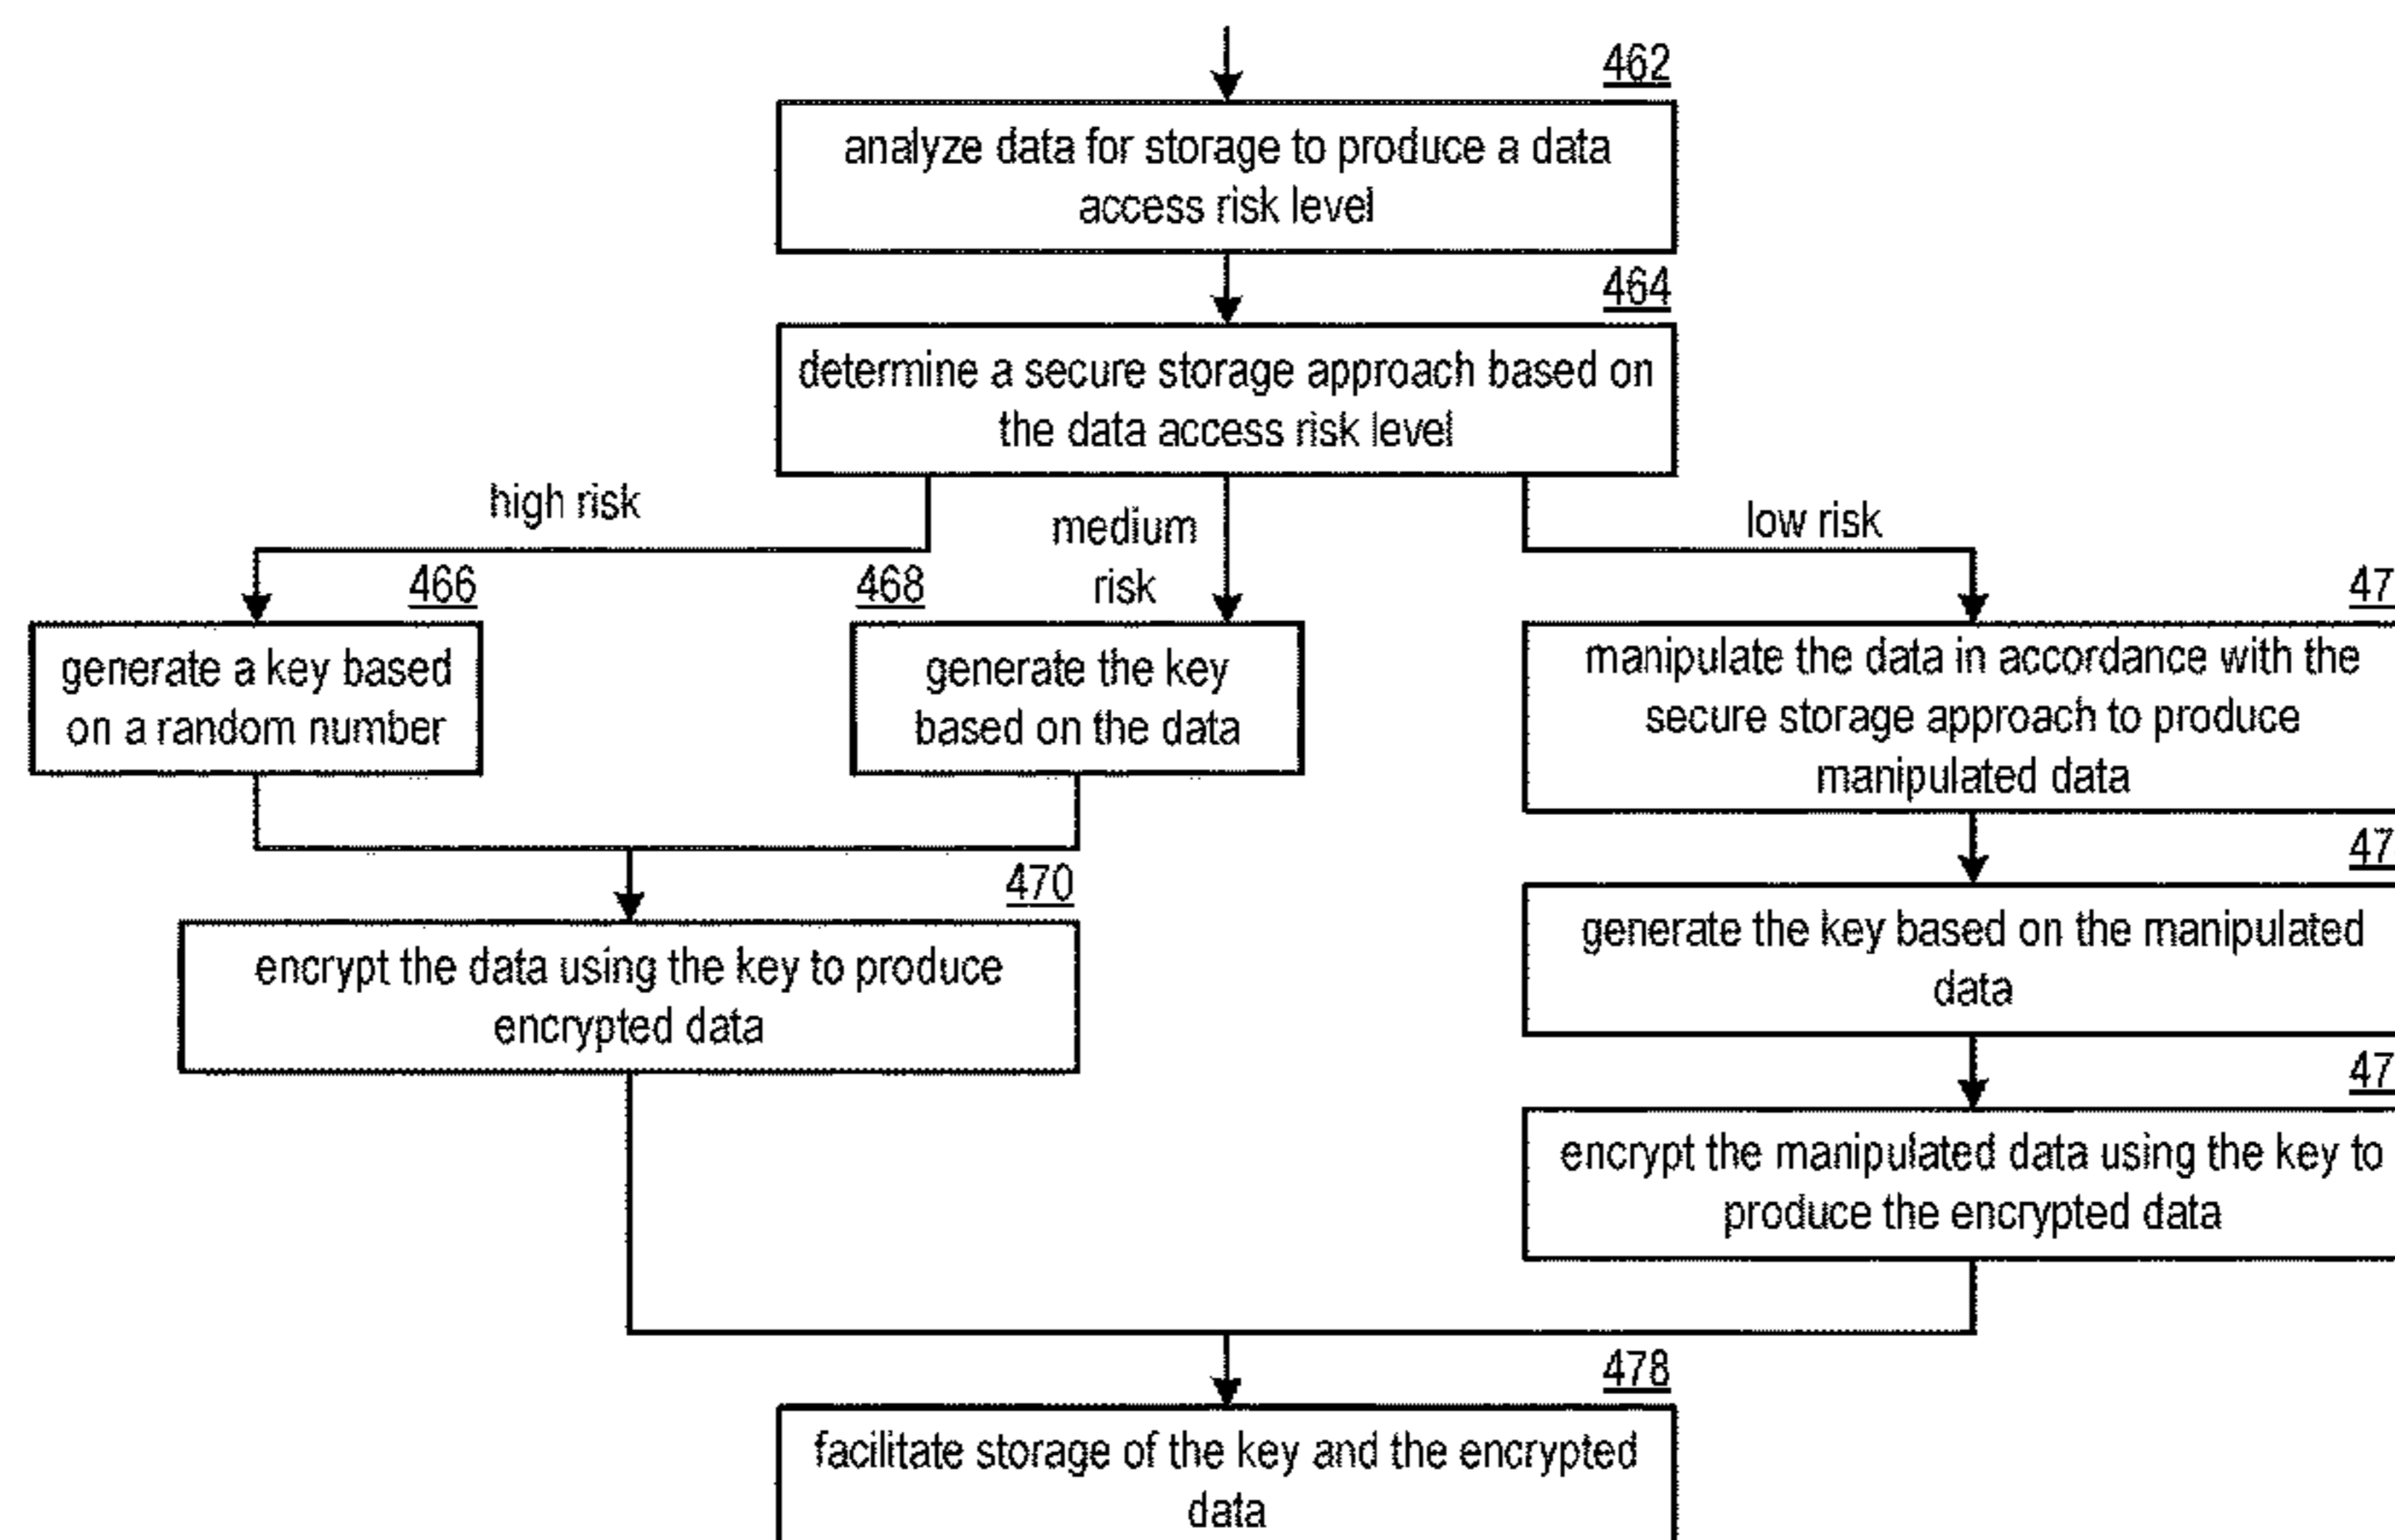 462
analyze data for storage to produce a data
access risk level
464
determine a secure storage approach based on
the data access risk level
high risk
medium
risk
low risk
466
generate a key based
on a random number
468
generate the key
based on the data
47
manipulate the data in accordance with the
secure storage approach to produce
manipulated data
470
encrypt the data using the key to produce
encrypted data
47
generate the key based on the manipulated
data
47
encrypt the manipulated data using the key to
produce the encrypted data
478
facilitate storage of the key and the encrypted
data